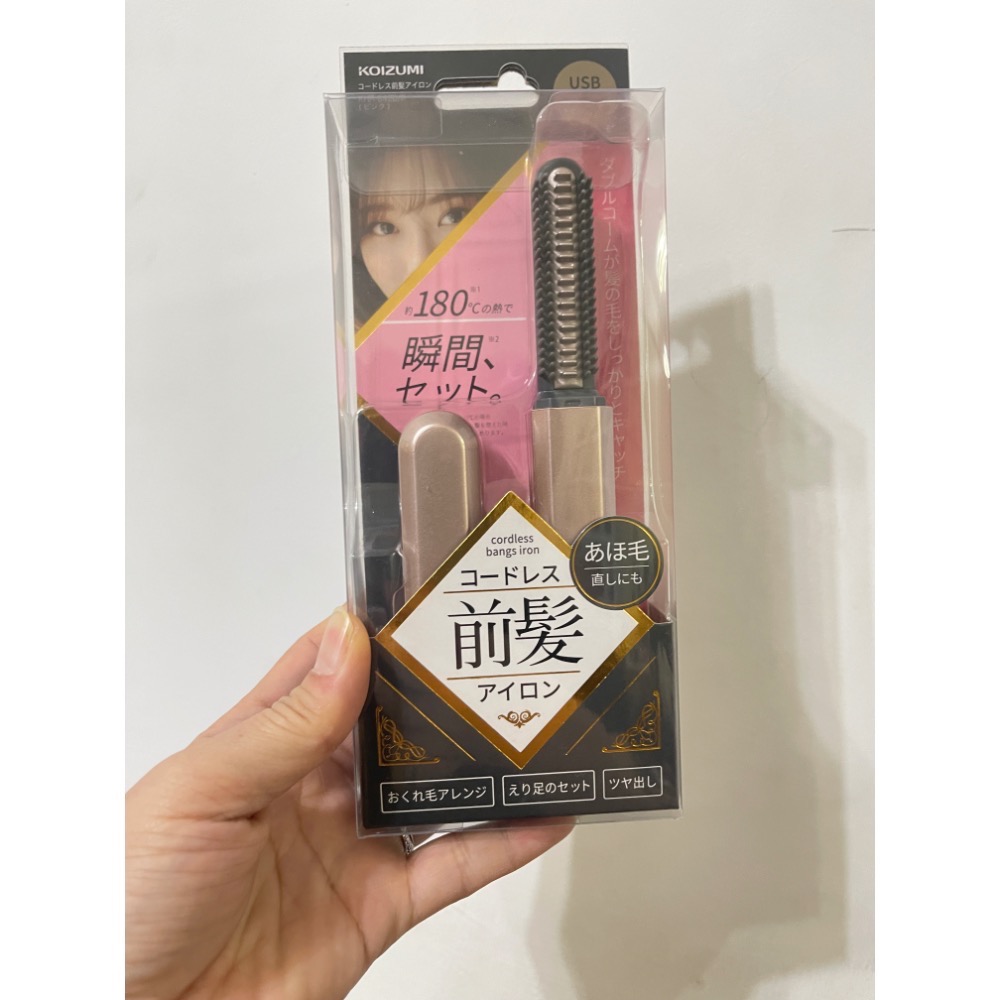 KOIZUMI
コードレス前髪アイロン
USB
ダブルコームが髪の毛をしっかりとキャッチ
約180℃の熱で
※1
瞬間、
※2
セット。
cordless
bangs iron
コードレス
前髪
アイロン
あほ毛
直しにも
おくれ毛アレンジ
えり足のセット
ツヤ出し